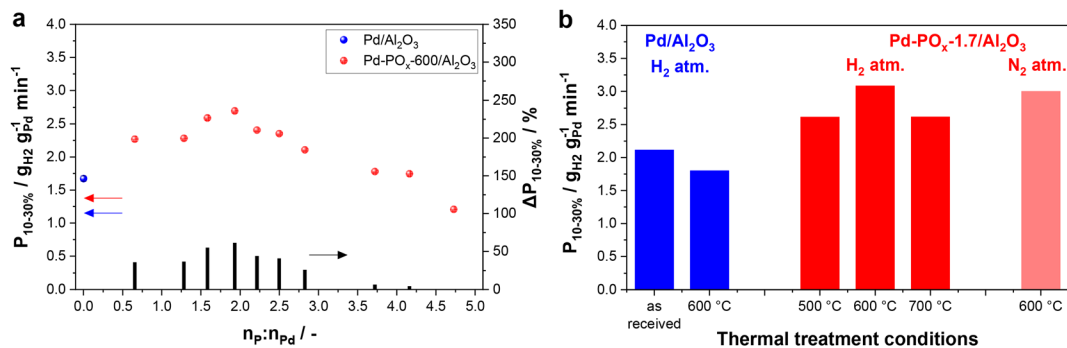 a
4.0
3.5
3.0
2.5
2.0
1.5
1.0
0.5
0.0
P10-30% / gH2 g-1Pd min-1
Pd/Al2O3
Pd-POx-600/Al2O3
350
300
250
200
150
100
50
0
ΔP10-30% / %
0.0 0.5 1.0 1.5 2.0 2.5 3.0 3.5 4.0 4.5 5.0
nP:nPd / -
b
4.0
3.5
3.0
2.5
2.0
1.5
1.0
0.5
0.0
P10-30% / gH2 g-1Pd min-1
Pd/Al2O3 Pd-POx-1.7/Al2O3
H2 atm. H2 atm. N2 atm.
as 600 °C 500 °C 600 °C 700 °C 600 °C
received
Thermal treatment conditions